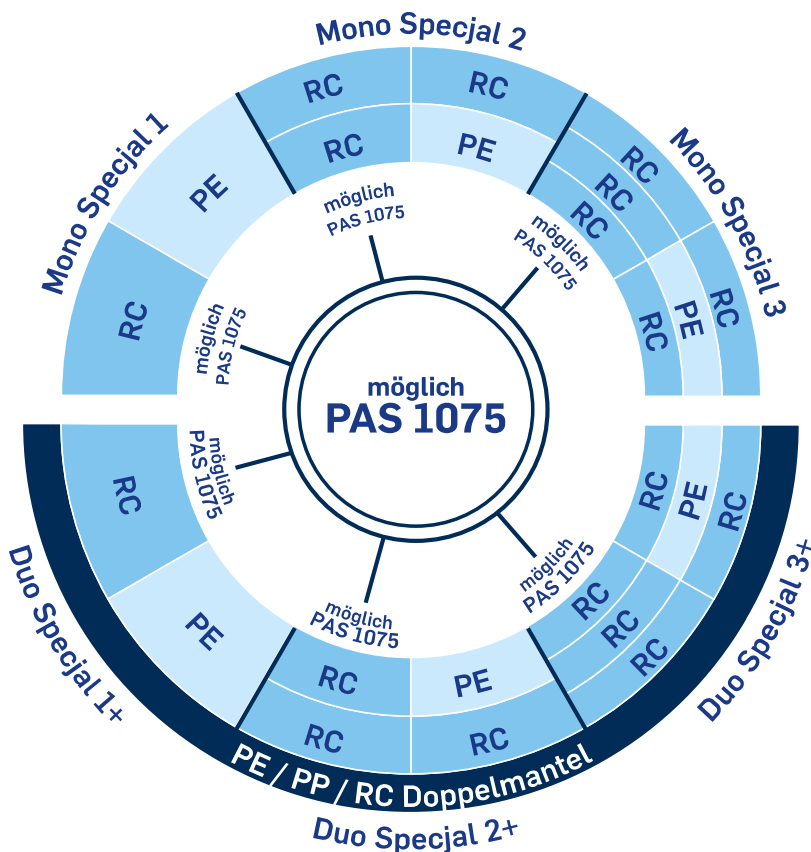 Mono Specjal 2
RC
RC
RC
PE
Mono Specjal 1
PE
RC
Mono Specjal 3
RC
RC
RC
RC
PE
RC
möglich
PAS 1075
möglich
PAS 1075
möglich
PAS 1075
möglich
PAS 1075
möglich
PAS 1075
möglich
PAS 1075
möglich
PAS 1075
RC
PE
Duo Specjal 1+
RC
PE
RC
RC
RC
PE
RC
RC
RC
RC
Duo Specjal 3+
PE / PP / RC Doppelmantel
Duo Specjal 2+